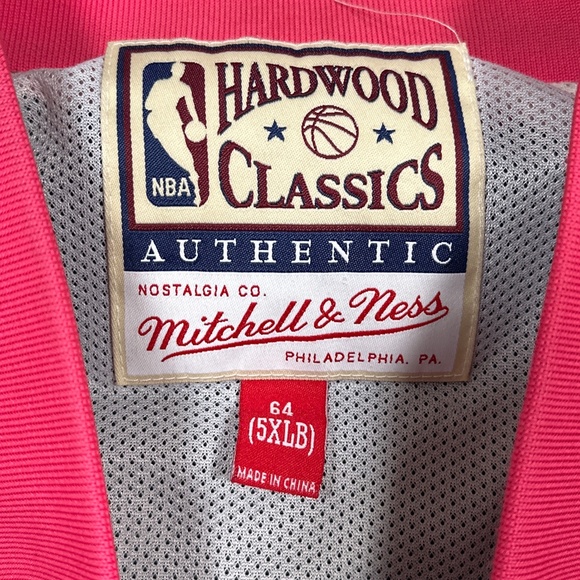 NBA
HARDWOOD
CLASSICS
AUTHENTIC
NOSTALGIA CO.
Mitchell & Ness
PHILADELPHIA, PA.
64
(5XLB)
MADE IN CHINA